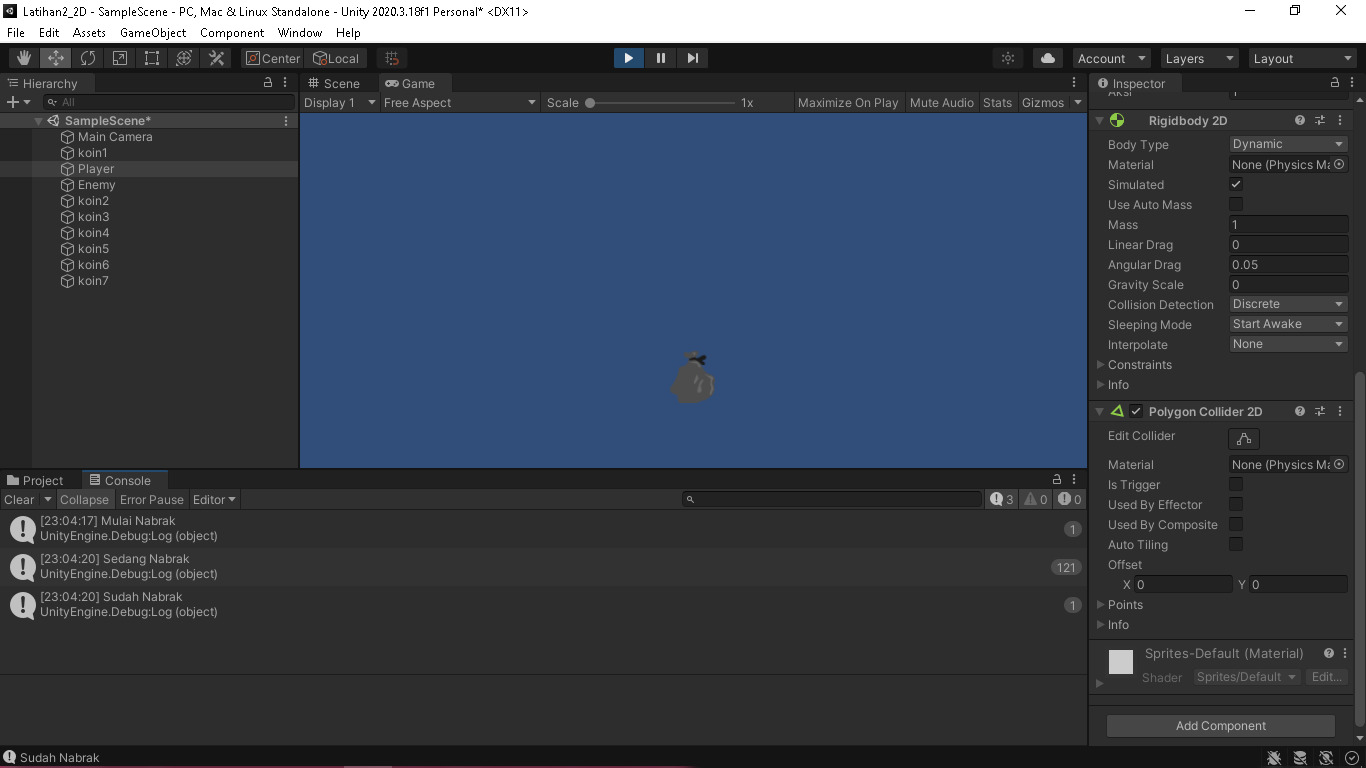 Latihan2_2D - SampleScene - PC, Mac & Linux Standalone - Unity 2020.3.18f1 Personal* <DX11>
File Edit Assets GameObject Component Window Help
Center Local Account Layers Layout
Hierarchy
All
SampleScene*
Main Camera
koin1
Player
Enemy
koin2
koin3
koin4
koin5
koin6
koin7
Scene Game
Display 1 Free Aspect Scale 1x Maximize On Play Mute Audio Stats Gizmos
Inspector
Rigidbody 2D
Body Type Dynamic
Material None (Physics Ma
Simulated
Use Auto Mass
Mass 1
Linear Drag 0
Angular Drag 0.05
Gravity Scale 0
Collision Detection Discrete
Sleeping Mode Start Awake
Interpolate None
Constraints
Info
Polygon Collider 2D
Edit Collider
Material None (Physics Ma
Is Trigger
Used By Effector
Used By Composite
Auto Tiling
Offset
X 0 Y 0
Points
Info
Sprites-Default (Material)
Shader Sprites/Default Edit...
Add Component
Project Console
Clear Collapse Error Pause Editor 3 0 0
[23:04:17] Mulai Nabrak
UnityEngine.Debug:Log (object) 1
[23:04:20] Sedang Nabrak
UnityEngine.Debug:Log (object) 121
[23:04:20] Sudah Nabrak
UnityEngine.Debug:Log (object) 1
Sudah Nabrak